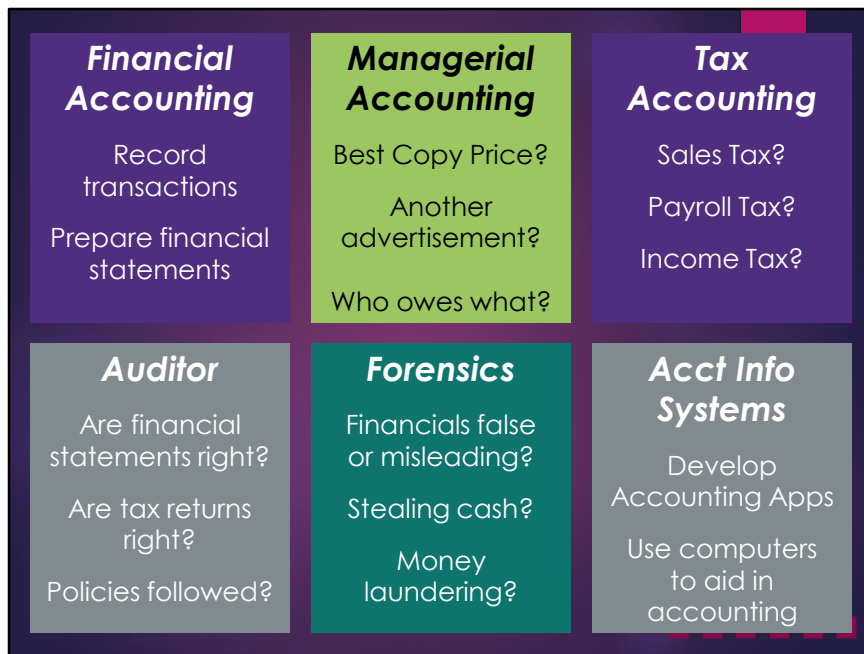 Financial
Accounting
Record
transactions
Prepare financial
statements
Managerial
Accounting
Best Copy Price?
Another
advertisement?
Who owes what?
Tax
Accounting
Sales Tax?
Payroll Tax?
Income Tax?
Auditor
Are financial
statements right?
Are tax returns
right?
Policies followed?
Forensics
Financials false
or misleading?
Stealing cash?
Money
laundering?
Acct Info
Systems
Develop
Accounting Apps
Use computers
to aid in
accounting